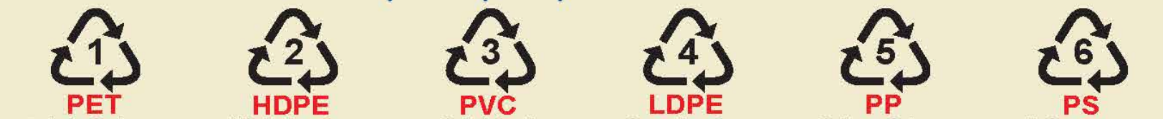 1 2 3 4 5 6
PET HDPE PVC LDPE PP PS